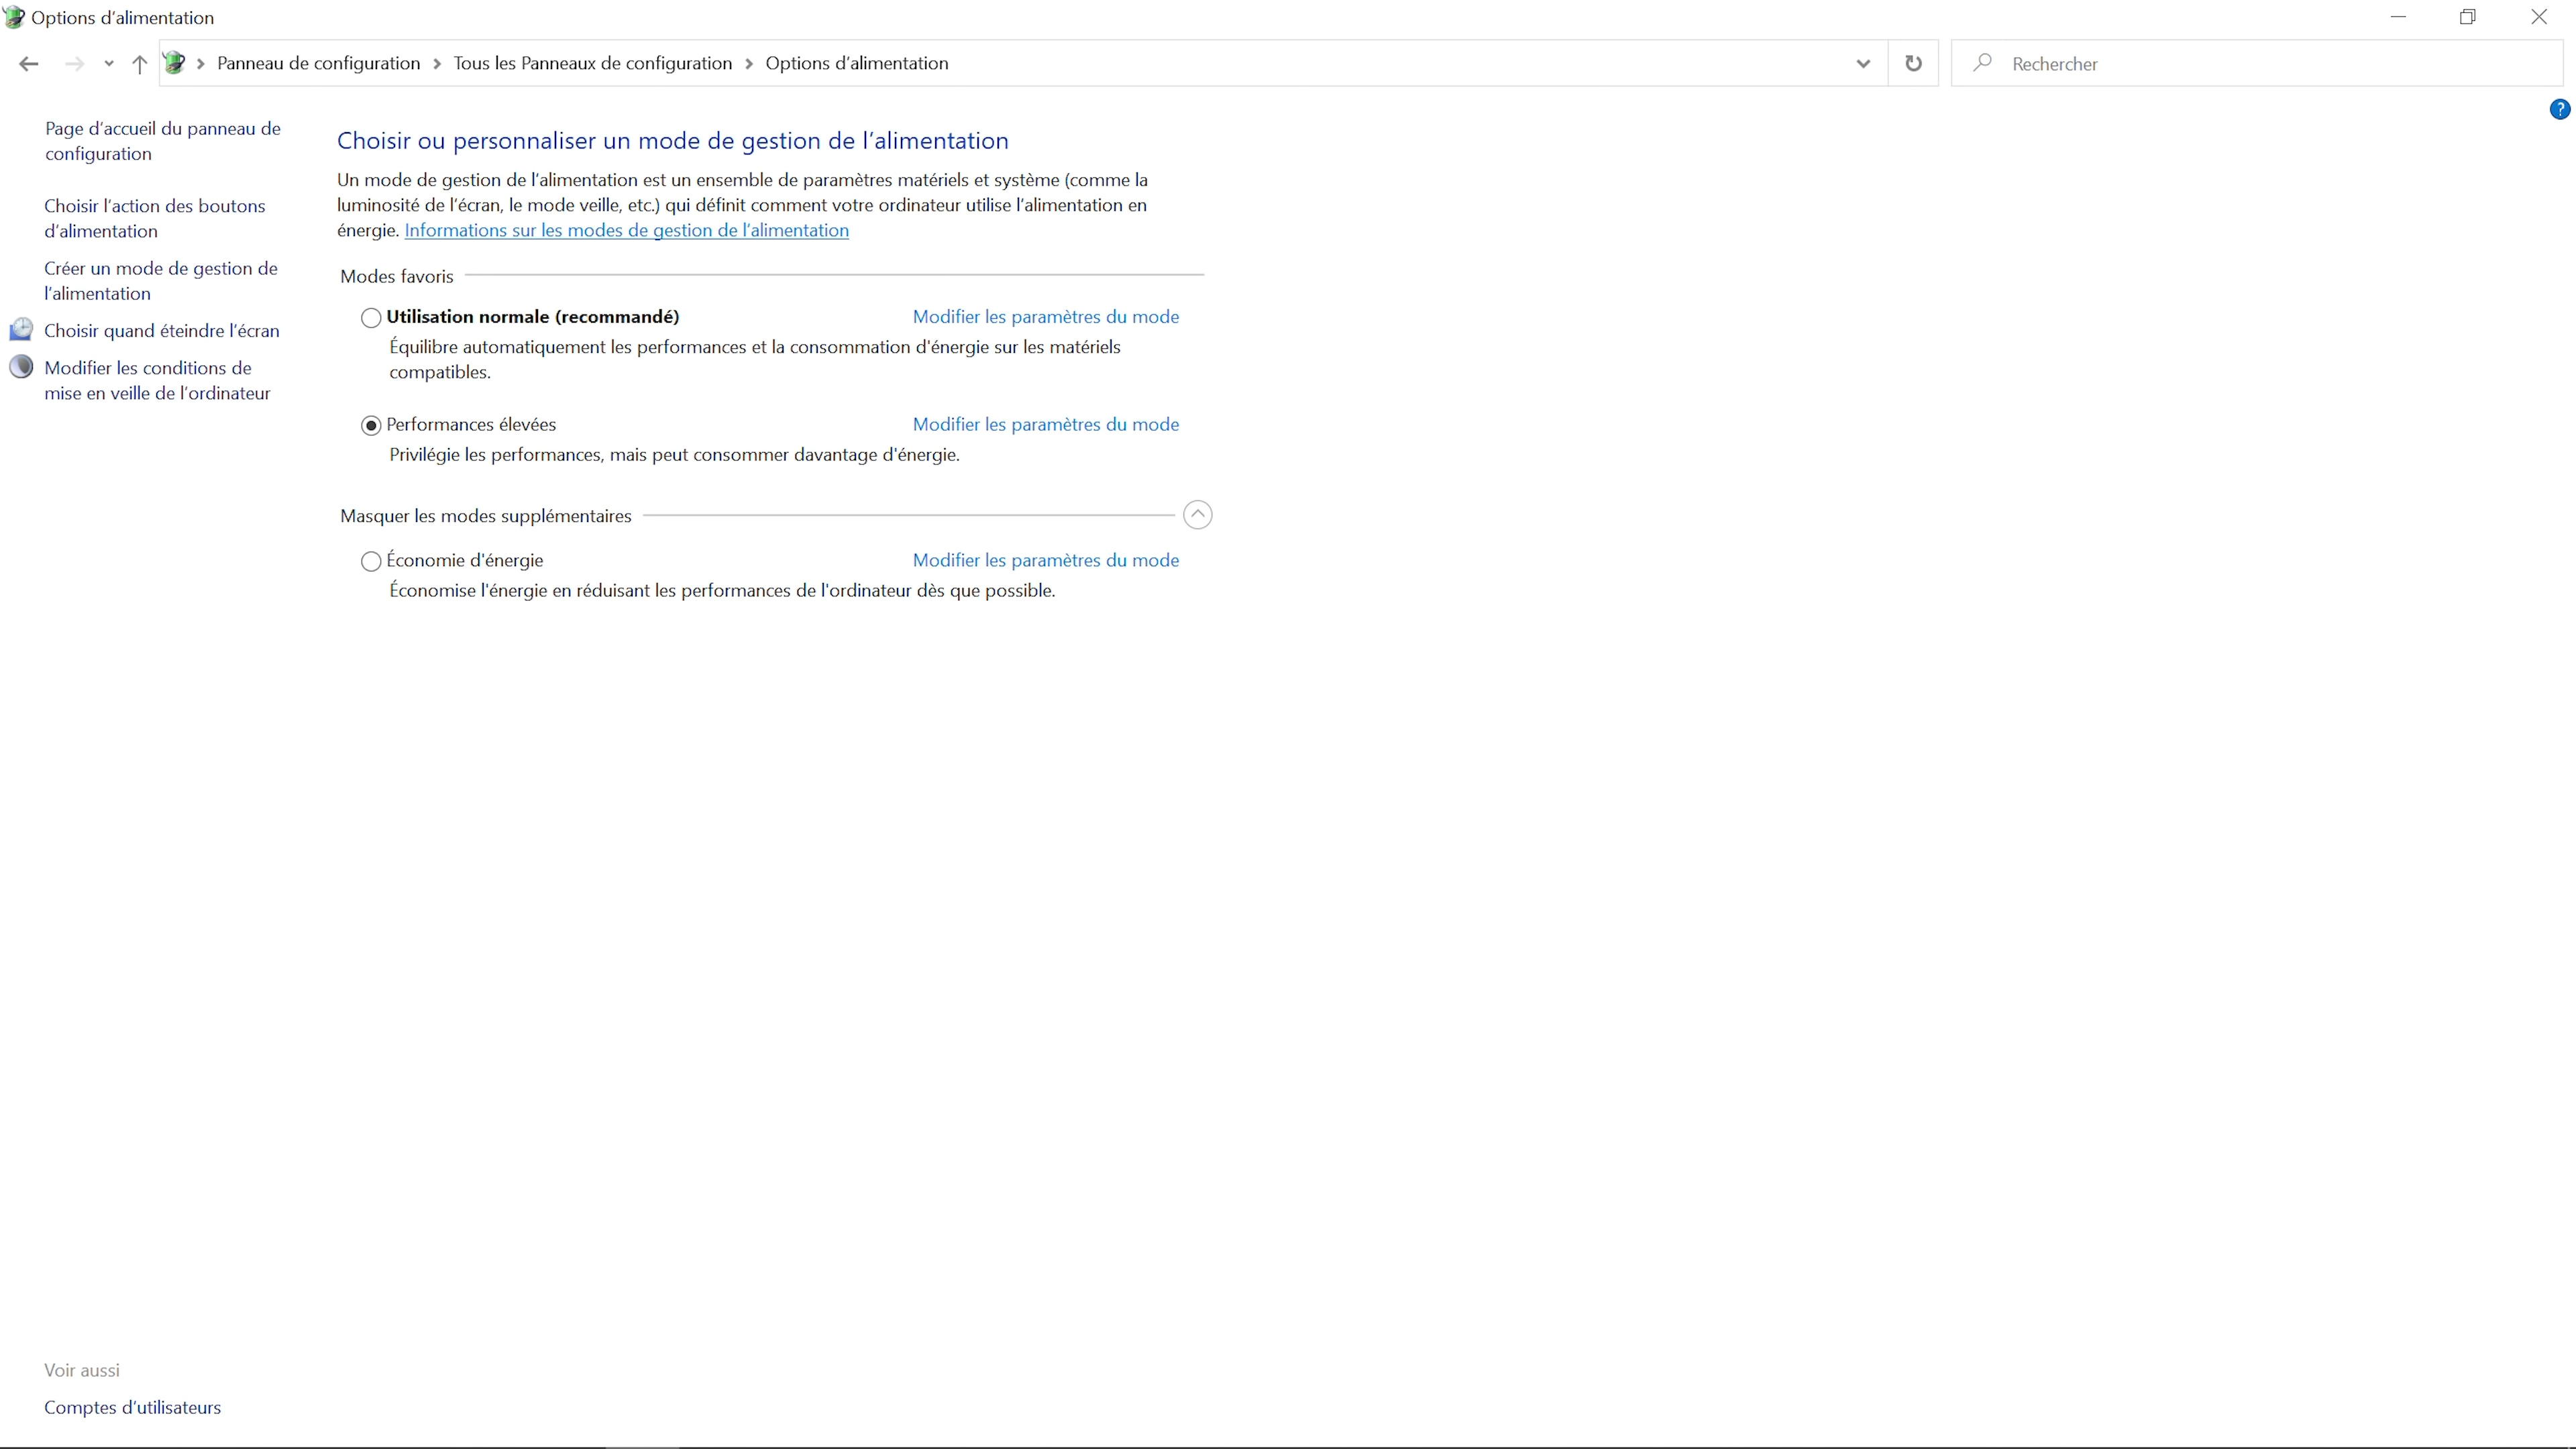 Options d'alimentation
Panneau de configuration
Tous les Panneaux de configuration
Options d'alimentation
Rechercher
Page d'accueil du panneau de
configuration
Choisir l'action des boutons
d'alimentation
Créer un mode de gestion de
l'alimentation
Choisir quand éteindre l'écran
Modifier les conditions de
mise en veille de l'ordinateur
Choisir ou personnaliser un mode de gestion de l'alimentation
Un mode de gestion de l'alimentation est un ensemble de paramètres matériels et système (comme la
luminosité de l'écran, le mode veille, etc.) qui définit comment votre ordinateur utilise l'alimentation en
énergie. Informations sur les modes de gestion de l'alimentation
Modes favoris
Utilisation normale (recommandé)
Modifier les paramètres du mode
Équilibre automatiquement les performances et la consommation d'énergie sur les matériels
compatibles.
Performances élevées
Modifier les paramètres du mode
Privilégie les performances, mais peut consommer davantage d'énergie.
Masquer les modes supplémentaires
Économie d'énergie
Modifier les paramètres du mode
Économise l'énergie en réduisant les performances de l'ordinateur dès que possible.
Voir aussi
Comptes d'utilisateurs